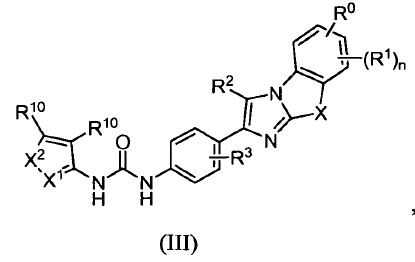 R⁰
(R¹)ₙ
R²
N
R¹⁰
R¹⁰
O
X
N
R³
X²
X¹
N
H
N
H
,
(III)